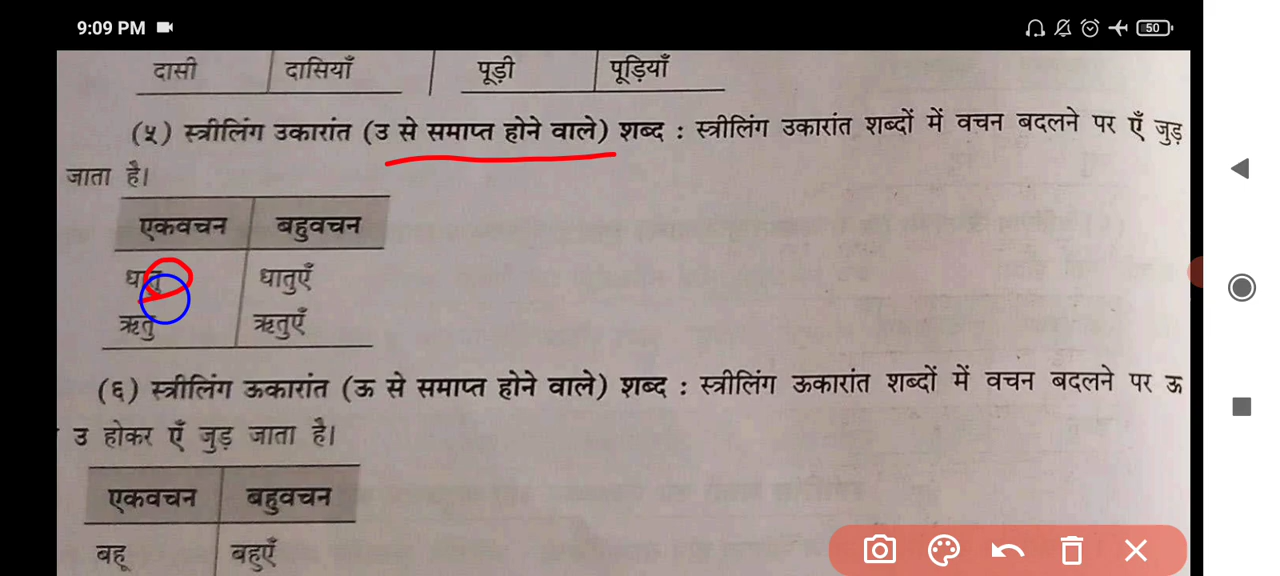 9:09 PM
50
दासी दासियाँ पूड़ी पूड़ियाँ
(५) स्त्रीलिंग उकारांत (उ से समाप्त होने वाले) शब्द : स्त्रीलिंग उकारांत शब्दों में वचन बदलने पर एँ जुड़
जाता है।
एकवचन बहुवचन
धातु धातुएँ
ऋतु ऋतुएँ
(६) स्त्रीलिंग ऊकारांत (ऊ से समाप्त होने वाले) शब्द : स्त्रीलिंग ऊकारांत शब्दों में वचन बदलने पर ऊ
उ होकर एँ जुड़ जाता है।
एकवचन बहुवचन
बहू बहुएँ